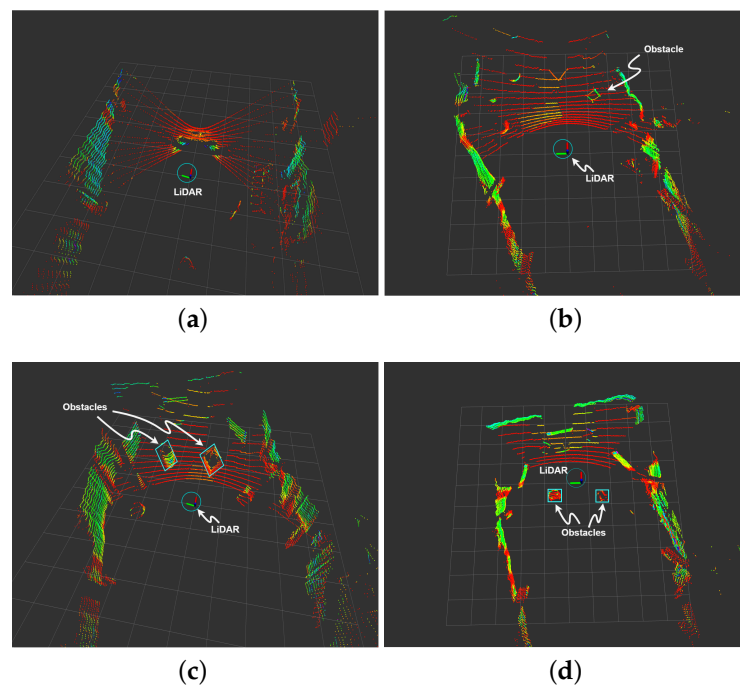 LiDAR
(a)
Obstacle
LiDAR
(b)
Obstacles
LiDAR
(c)
LiDAR
Obstacles
(d)